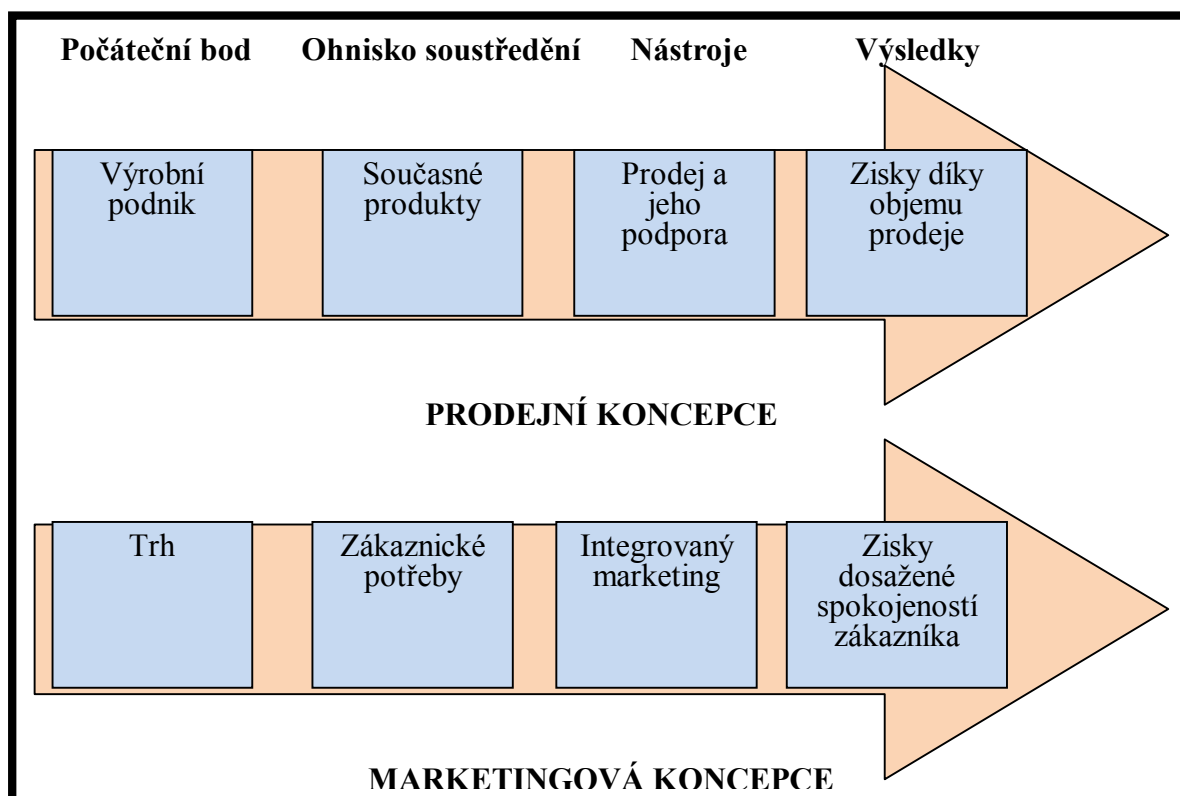 Počáteční bod Ohnisko soustředění Nástroje Výsledky
Výrobní
podnik
Současné
produkty
Prodej a
jeho
podpora
Zisky díky
objemu
prodeje
PRODEJNÍ KONCEPCE
Trh
Zákaznické
potřeby
Integrovaný
marketing
Zisky
dosažené
spokojeností
zákazníka
MARKETINGOVÁ KONCEPCE